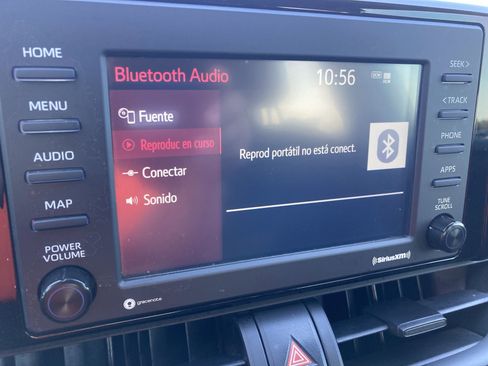 HOME
MENU
AUDIO
MAP
POWER
VOLUME
Bluetooth Audio
10:56
Fuente
Reproduc en curso
Conectar
Sonido
Reprod portátil no está conect.
SEEK >
< TRACK
PHONE
APPS
TUNE
SCROLL
gracenote
((SiriusXM))